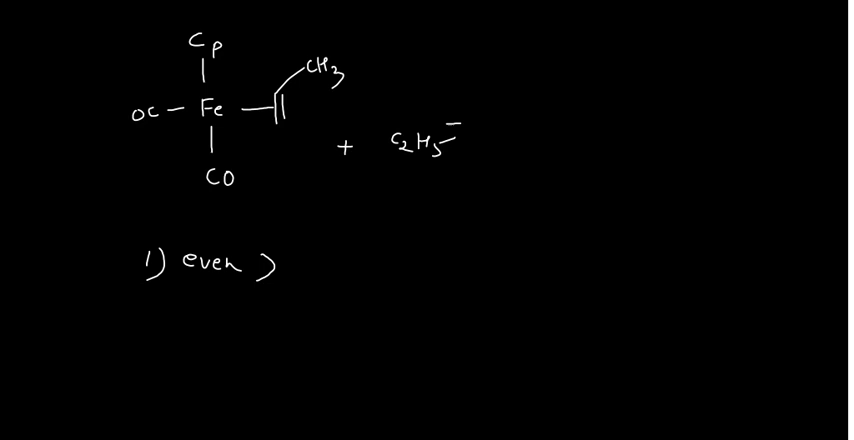 Cp
CH3
OC - Fe
CO
+ C2H5-
1) even >